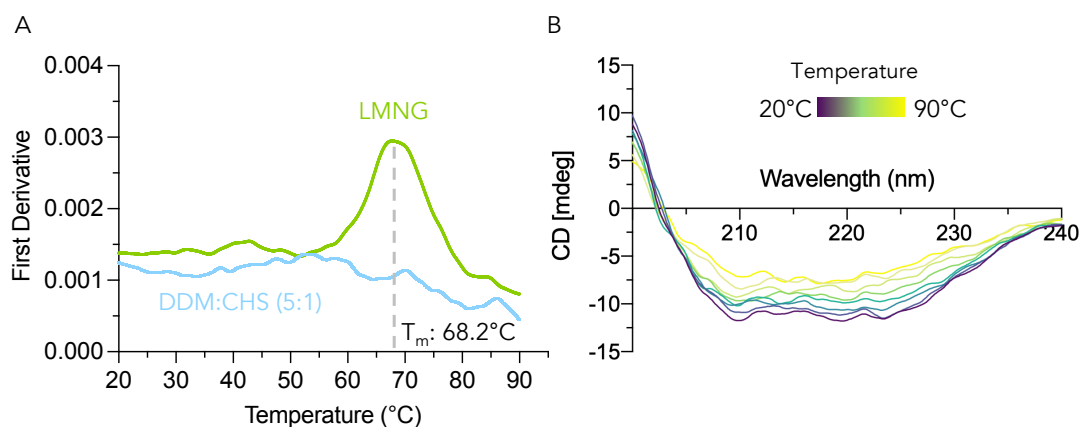 A
0.004
0.003
0.002
0.001
0.000
First Derivative
LMNG
DDM:CHS (5:1)
Tm: 68.2°C
20 30 40 50 60 70 80 90
Temperature (°C)
B
15
10
5
0
-5
-10
-15
CD [mdeg]
Temperature
20°C 90°C
Wavelength (nm)
210 220 230 240